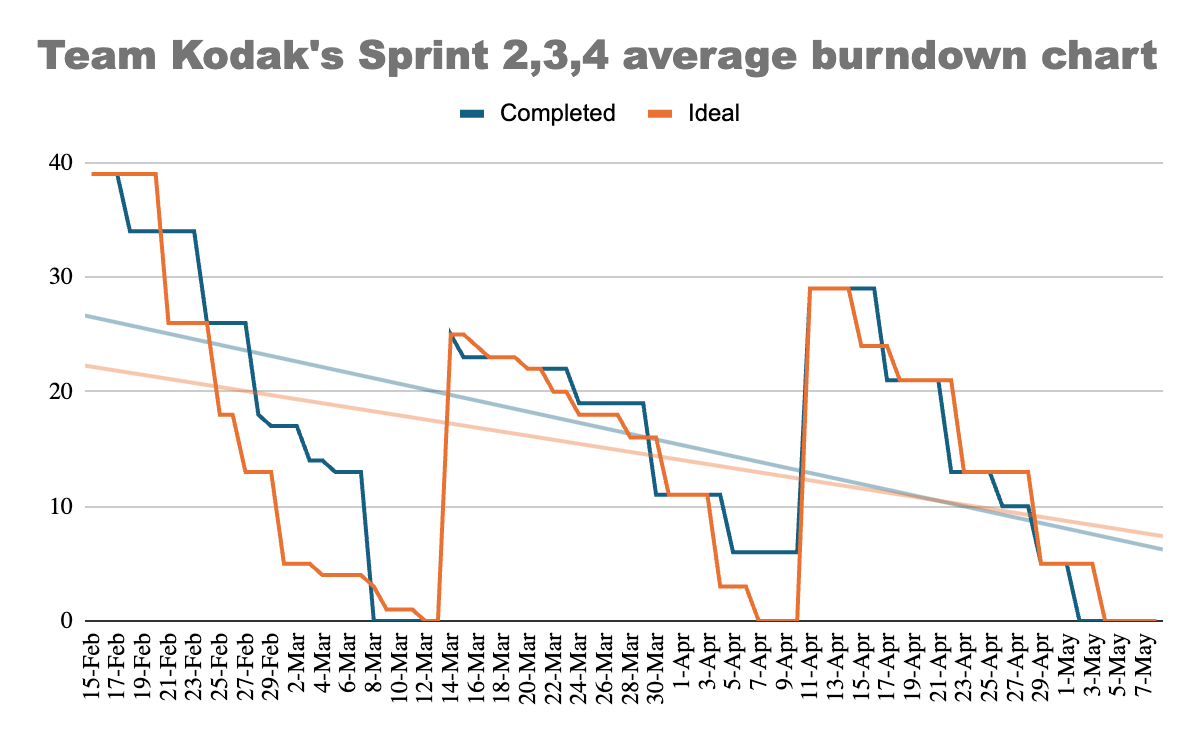 Team Kodak's Sprint 2,3,4 average burndown chart
Completed
Ideal
40
30
20
10
0
15-Feb
17-Feb
19-Feb
21-Feb
23-Feb
25-Feb
27-Feb
29-Feb
2-Mar
4-Mar
6-Mar
8-Mar
10-Mar
12-Mar
14-Mar
16-Mar
18-Mar
20-Mar
22-Mar
24-Mar
26-Mar
28-Mar
30-Mar
1-Apr
3-Apr
5-Apr
7-Apr
9-Apr
11-Apr
13-Apr
15-Apr
17-Apr
19-Apr
21-Apr
23-Apr
25-Apr
27-Apr
29-Apr
1-May
3-May
5-May
7-May